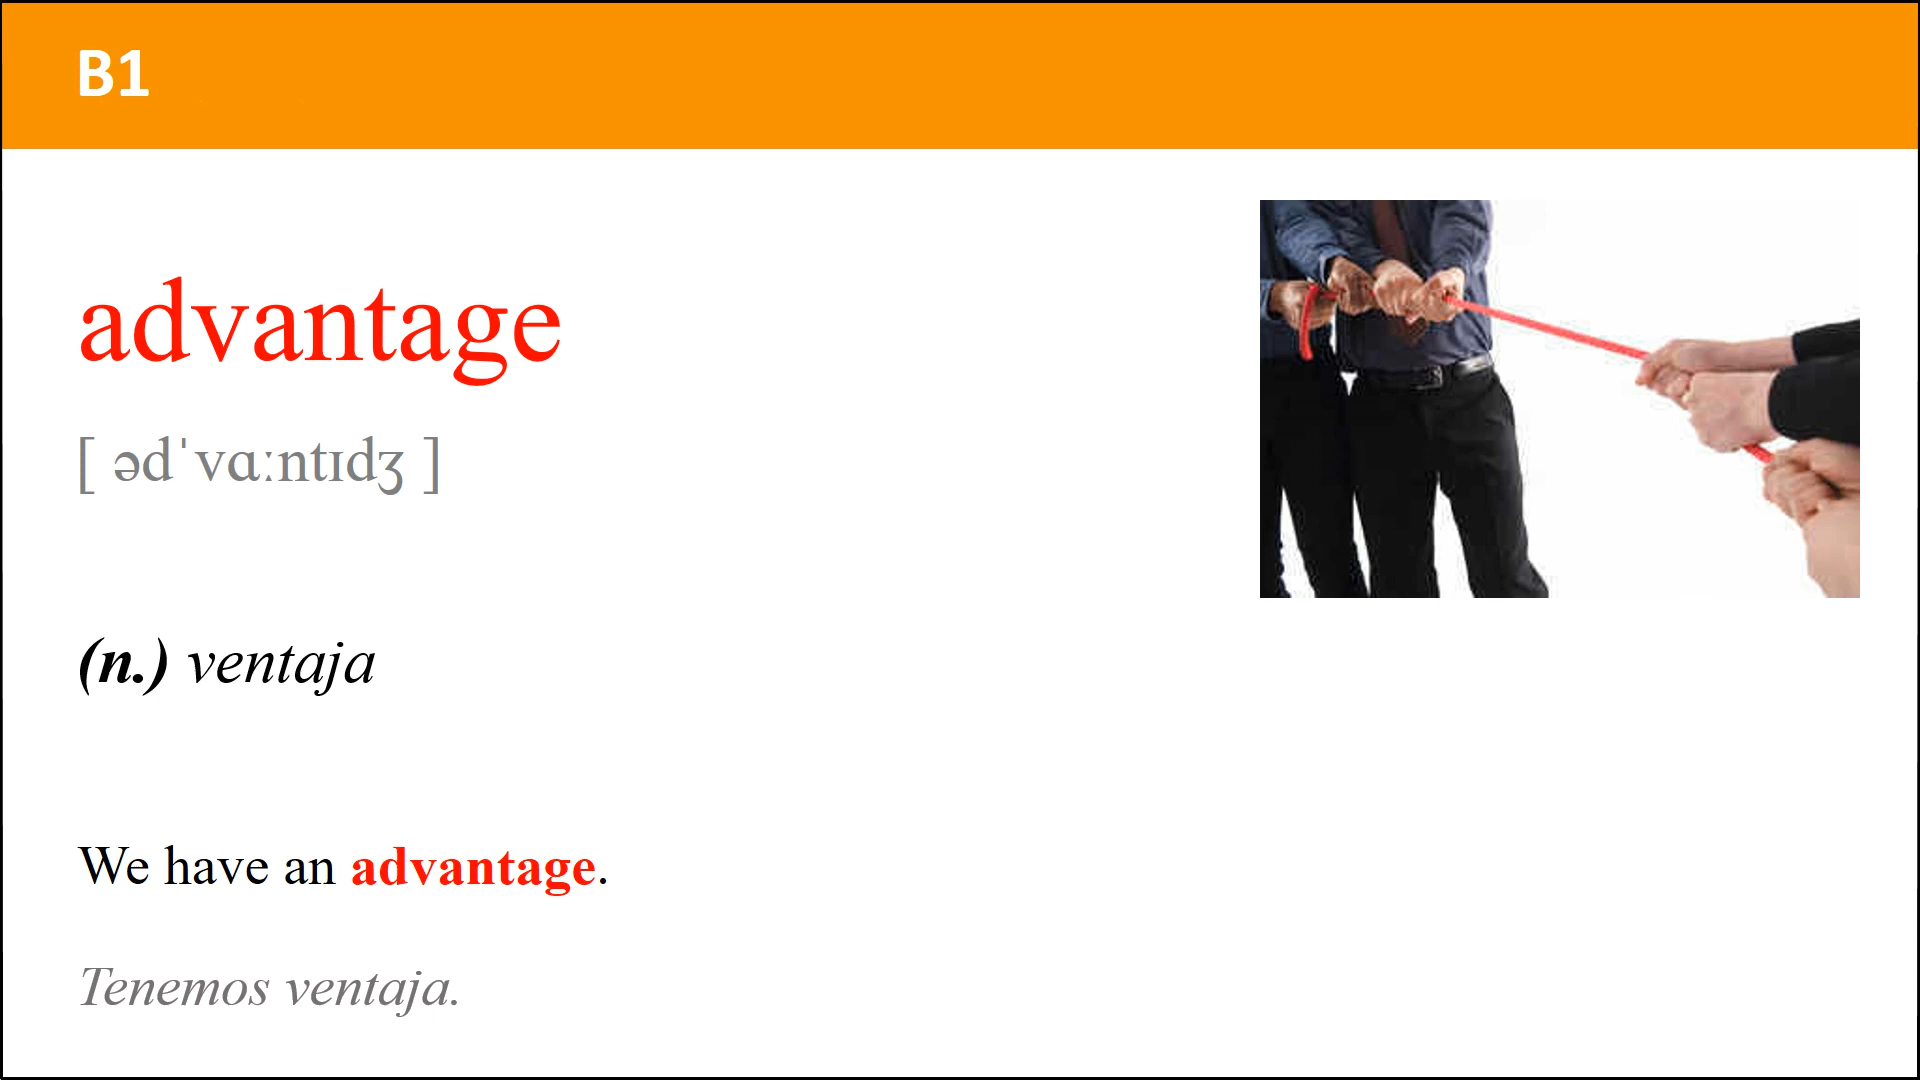 B1
advantage
[ ədˈvɑːntɪdʒ ]
(n.) ventaja
We have an advantage.
Tenemos ventaja.